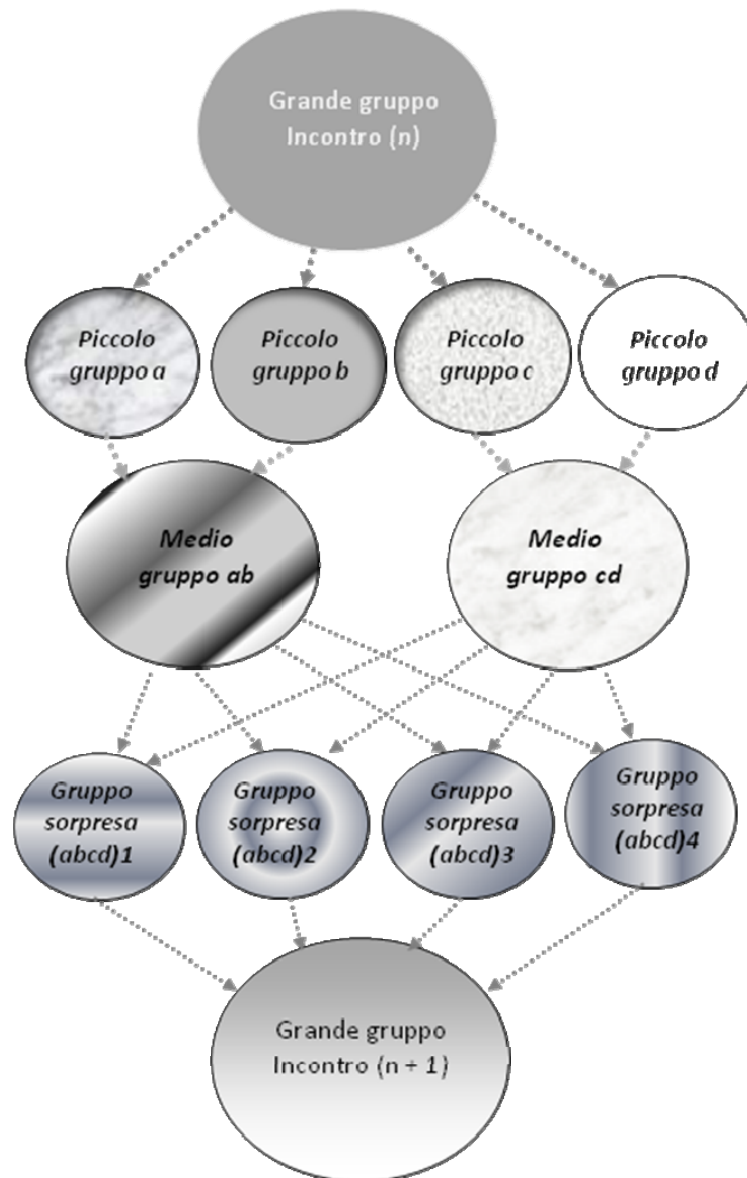 Grande gruppo
Incontro (n)
Piccolo
gruppo a
Piccolo
gruppo b
Piccolo
gruppo c
Piccolo
gruppo d
Medio
gruppo ab
Medio
gruppo cd
Gruppo
sorpresa
(abcd)1
Gruppo
sorpresa
(abcd)2
Gruppo
sorpresa
(abcd)3
Gruppo
sorpresa
(abcd)4
Grande gruppo
Incontro (n + 1)